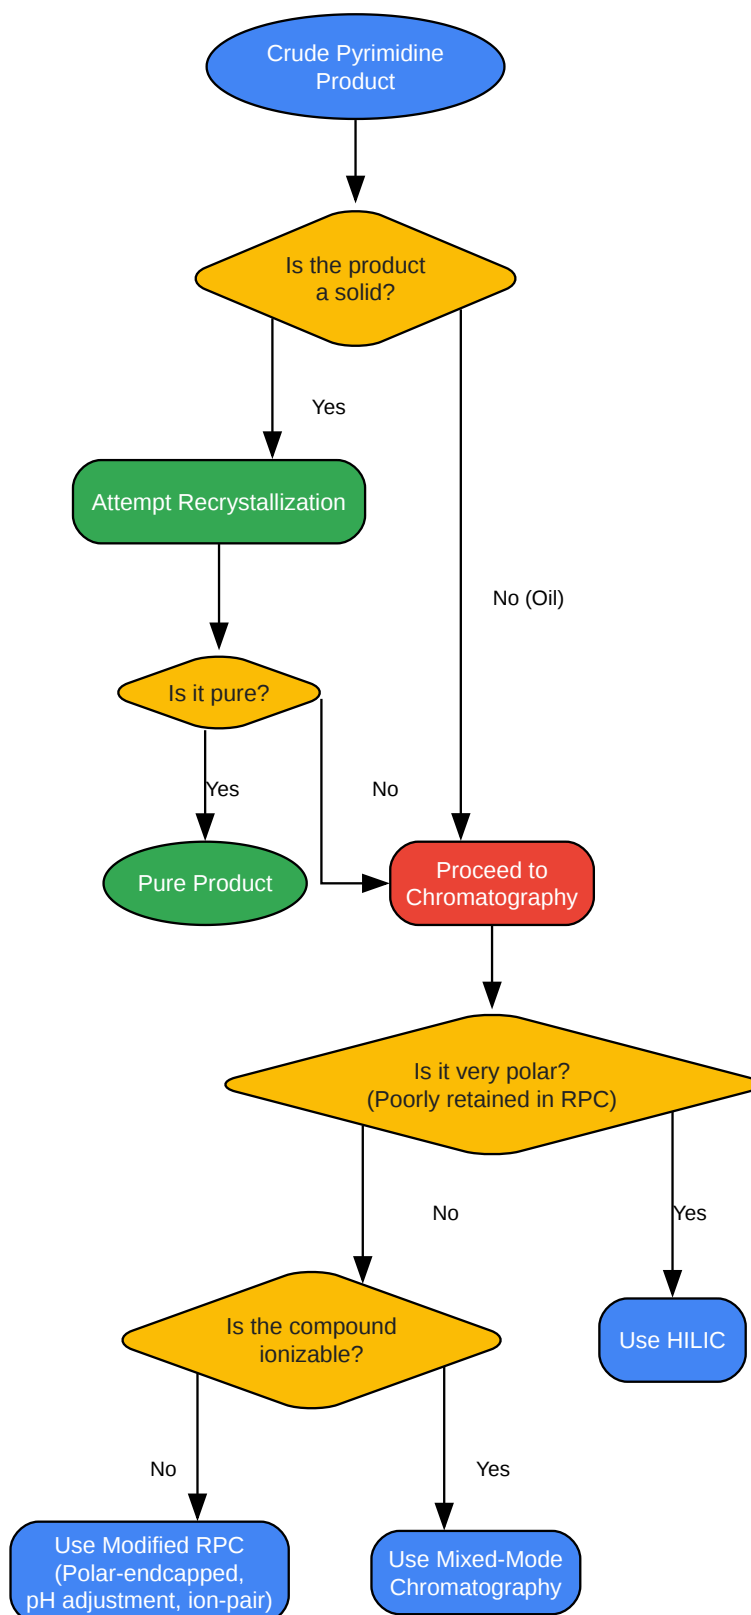 Crude Pyrimidine
Product
Is the product
a solid?
Yes
Attempt Recrystallization
No (Oil)
Is it pure?
Yes
No
Pure Product
Proceed to
Chromatography
Is it very polar?
(Poorly retained in RPC)
No
Yes
Is the compound
ionizable?
Use HILIC
No
Yes
Use Modified RPC
(Polar-endcapped,
pH adjustment, ion-pair)
Use Mixed-Mode
Chromatography